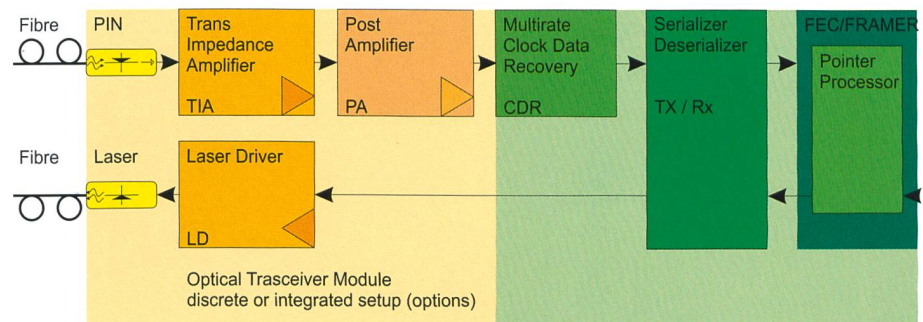 Fibre
PIN
Trans
Impedance
Amplifier
TIA
Post
Amplifier
PA
Multirate
Clock Data
Recovery
CDR
Serializer
Deserializer
TX / Rx
FEC/FRAMER
Pointer
Processor
Fibre
Laser
Laser Driver
LD
Optical Trasceiver Module
discrete or integrated setup (options)